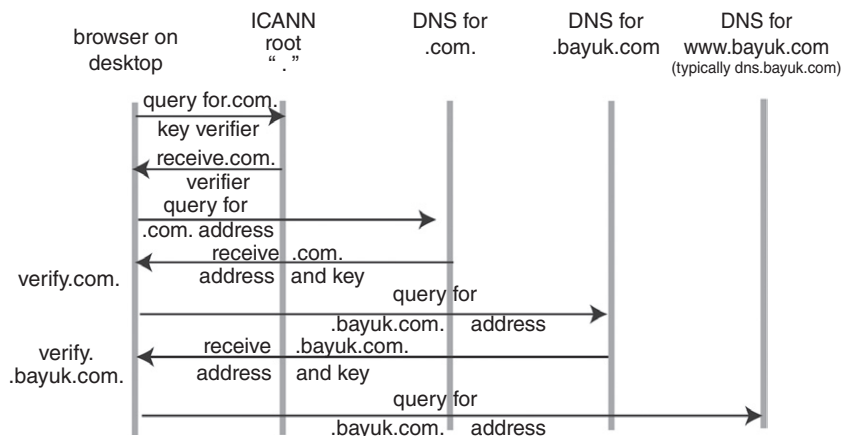 browser on
desktop
ICANN
root
“ . ”
DNS for
.com.
DNS for
.bayuk.com
DNS for
www.bayuk.com
(typically dns.bayuk.com)
query for.com.
key verifier
receive.com.
verifier
query for
.com. address
receive .com.
address and key
verify.com.
query for
.bayuk.com. address
receive .bayuk.com.
address and key
verify.
.bayuk.com.
query for
.bayuk.com. address